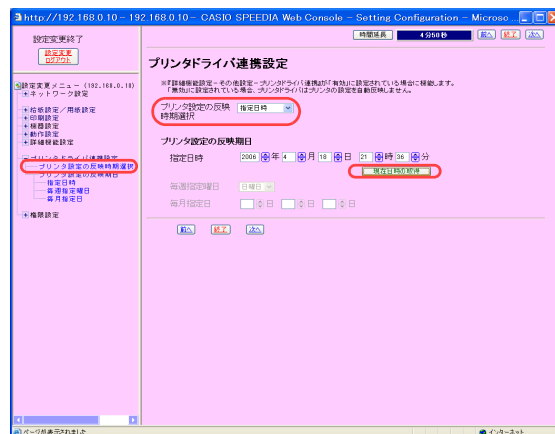 http://192.168.0.10 - 192.168.0.10 - CASIO SPEEDIA Web Console - Setting Configuration - Microso...
設定変更終了
設定変更
ログアウト
時間延長
4分50秒
前へ
終了
次へ
設定変更メニュー (192.168.0.10)
ネットワーク設定
給紙設定/用紙設定
印刷設定
機器設定
動作設定
詳細機能設定
プリンタドライバ連携設定
プリンタ設定の反映時期選択
プリンタ設定の反映期日
指定日時
毎週指定曜日
毎月指定日
権限設定
プリンタドライバ連携設定
※『詳細機能設定-その他設定-プリンタドライバ連携』が「有効」に設定されている場合に機能します。
「無効」に設定されている場合、プリンタドライバはプリンタの設定を自動反映しません。
プリンタ設定の反映時期選択 指定日時
プリンタ設定の反映期日
指定日時 2006 年 4 月 18 日 21 時 36 分
現在日時の取得
毎週指定曜日 日曜日
毎月指定日 日 日 日
前へ 終了 次へ
ページが表示されました
インターネット